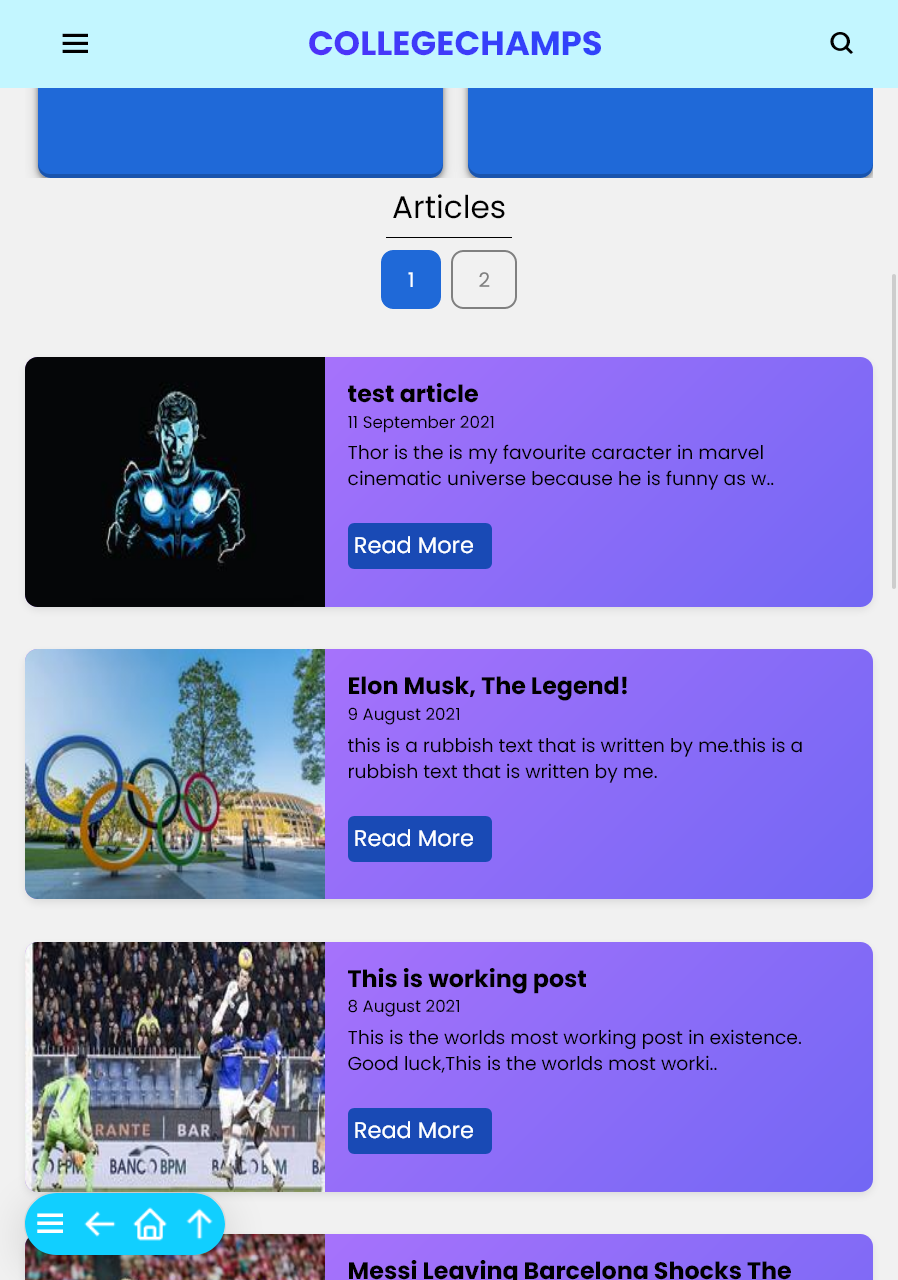 COLLEGECHAMPS
Articles
1
2
test article
11 September 2021
Thor is the is my favourite caracter in marvel
cinematic universe because he is funny as w..
Read More
Elon Musk, The Legend!
9 August 2021
this is a rubbish text that is written by me.this is a
rubbish text that is written by me.
Read More
This is working post
8 August 2021
This is the worlds most working post in existence.
Good luck,This is the worlds most worki..
Read More
BANCO BPM
Messi Leaving Barcelona Shocks The